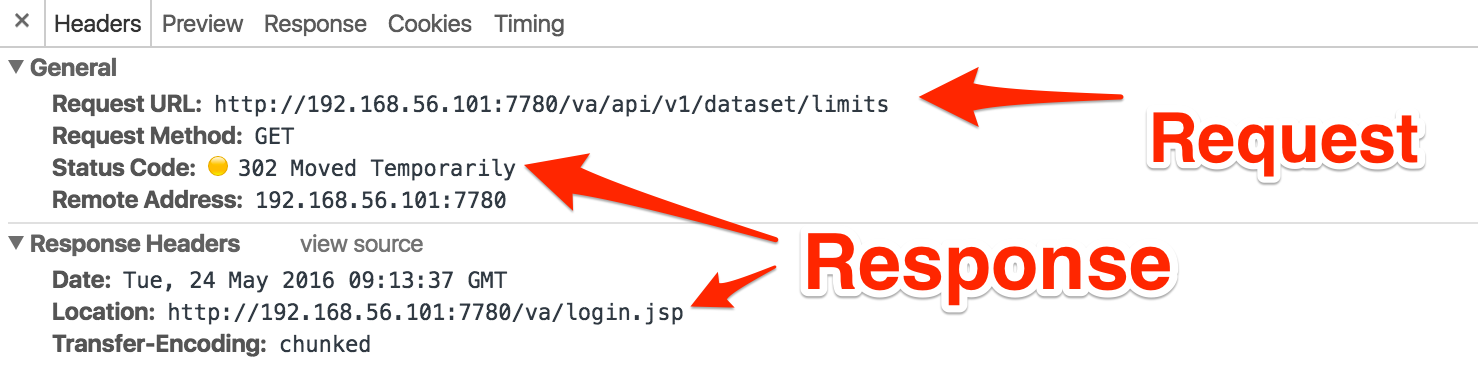 × Headers Preview Response Cookies Timing
▼ General
Request URL: http://192.168.56.101:7780/va/api/v1/dataset/limits
Request Method: GET
Request
Status Code: 302 Moved Temporarily
Remote Address: 192.168.56.101:7780
▼ Response Headers view source
Response
Date: Tue, 24 May 2016 09:13:37 GMT
Location: http://192.168.56.101:7780/va/login.jsp
Transfer-Encoding: chunked